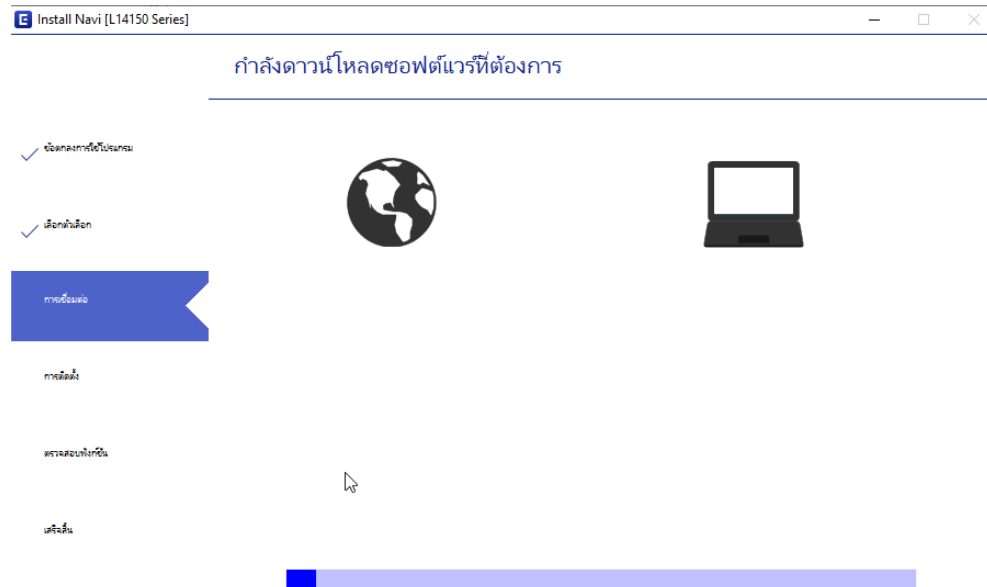 E Install Navi [L14150 Series]
กำลังดาวน์โหลดซอฟต์แวร์ที่ต้องการ
ข้อตกลงการใช้โปรแกรม
เลือกตัวเลือก
การเชื่อมต่อ
การติดตั้ง
ตรวจสอบฟังก์ชัน
เสร็จสิ้น